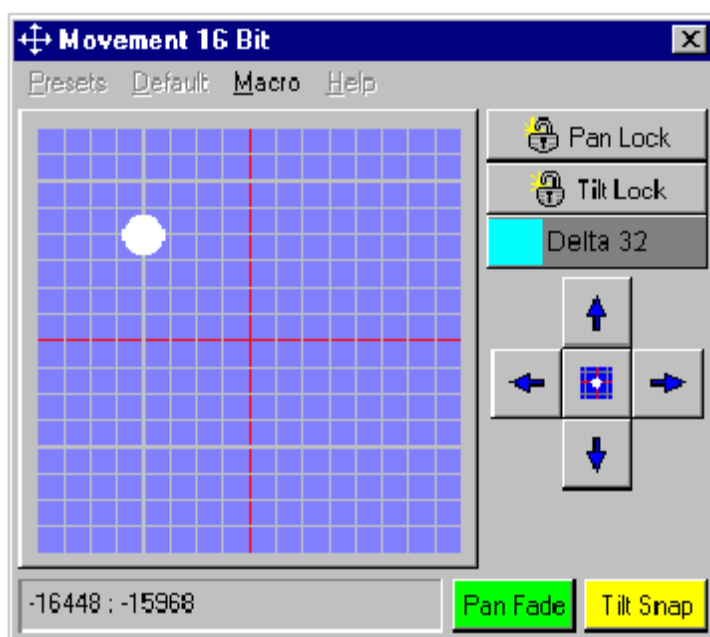 Movement 16 Bit
Presets Default Macro Help
Pan Lock
Tilt Lock
Delta 32
-16448 : -15968
Pan Fade Tilt Snap